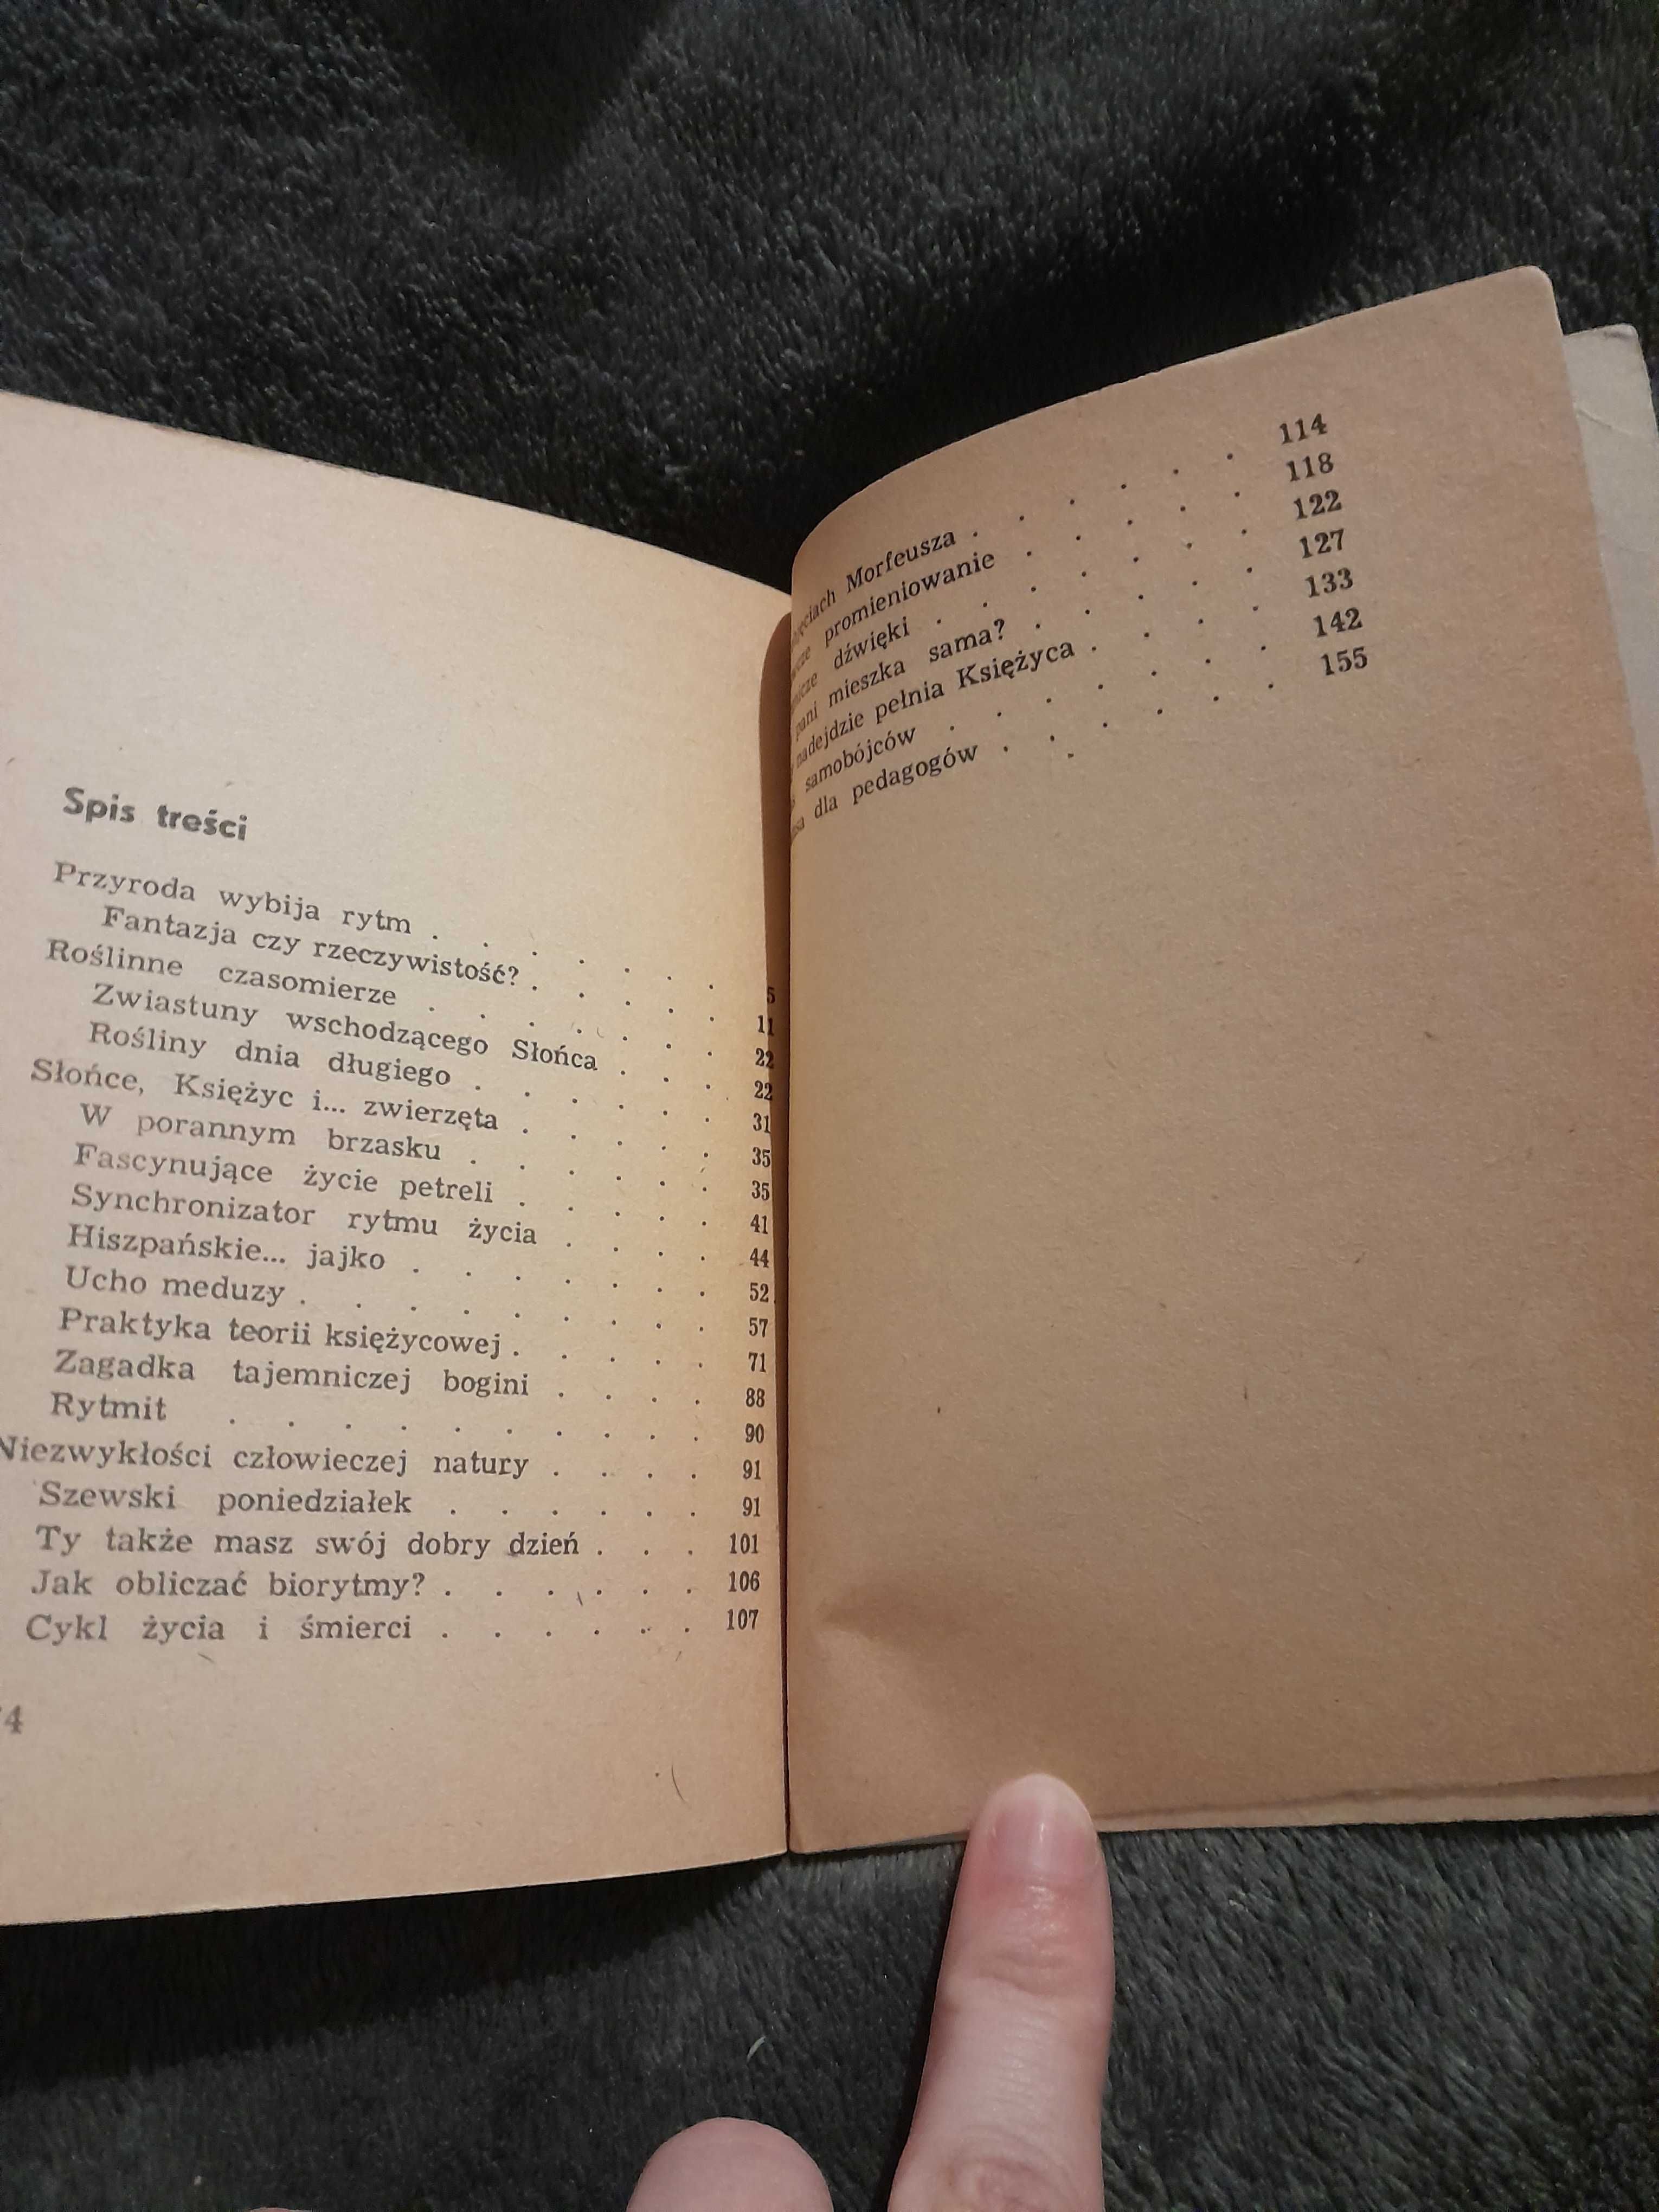 Spis treści
Przyroda wybija rytm . . . . . . 5
Fantazja czy rzeczywistość? . . . . . 11
Roślinne czasomierze . . . . . . 22
Zwiastuny wschodzącego Słońca . . . 22
Rośliny dnia długiego . . . . . . 31
Słońce, Księżyc i... zwierzęta . . . . . 35
W porannym brzasku . . . . . . 35
Fascynujące życie petreli . . . . . 41
Synchronizator rytmu życia . . . . 44
Hiszpańskie... jajko . . . . . . . 52
Ucho meduzy . . . . . . . . 57
Praktyka teorii księżycowej . . . . . 71
Zagadka tajemniczej bogini . . . . 88
Rytmit . . . . . . . . . 90
Niezwykłości człowieczej natury . . . . 91
Szewski poniedziałek . . . . . . 91
Ty także masz swój dobry dzień . . . 101
Jak obliczać biorytmy? . . . . . . 106
Cykl życia i śmierci . . . . . . 107
Morfeusza . . . . . . 114
promieniowanie . . . . . 118
dźwięki . . . . . . . 122
pani mieszka sama? . . . . . 127
nadejdzie pełnia Księżyca . . . . 133
samobójców . . . . . . . 142
dla pedagogów . . . . . . 155